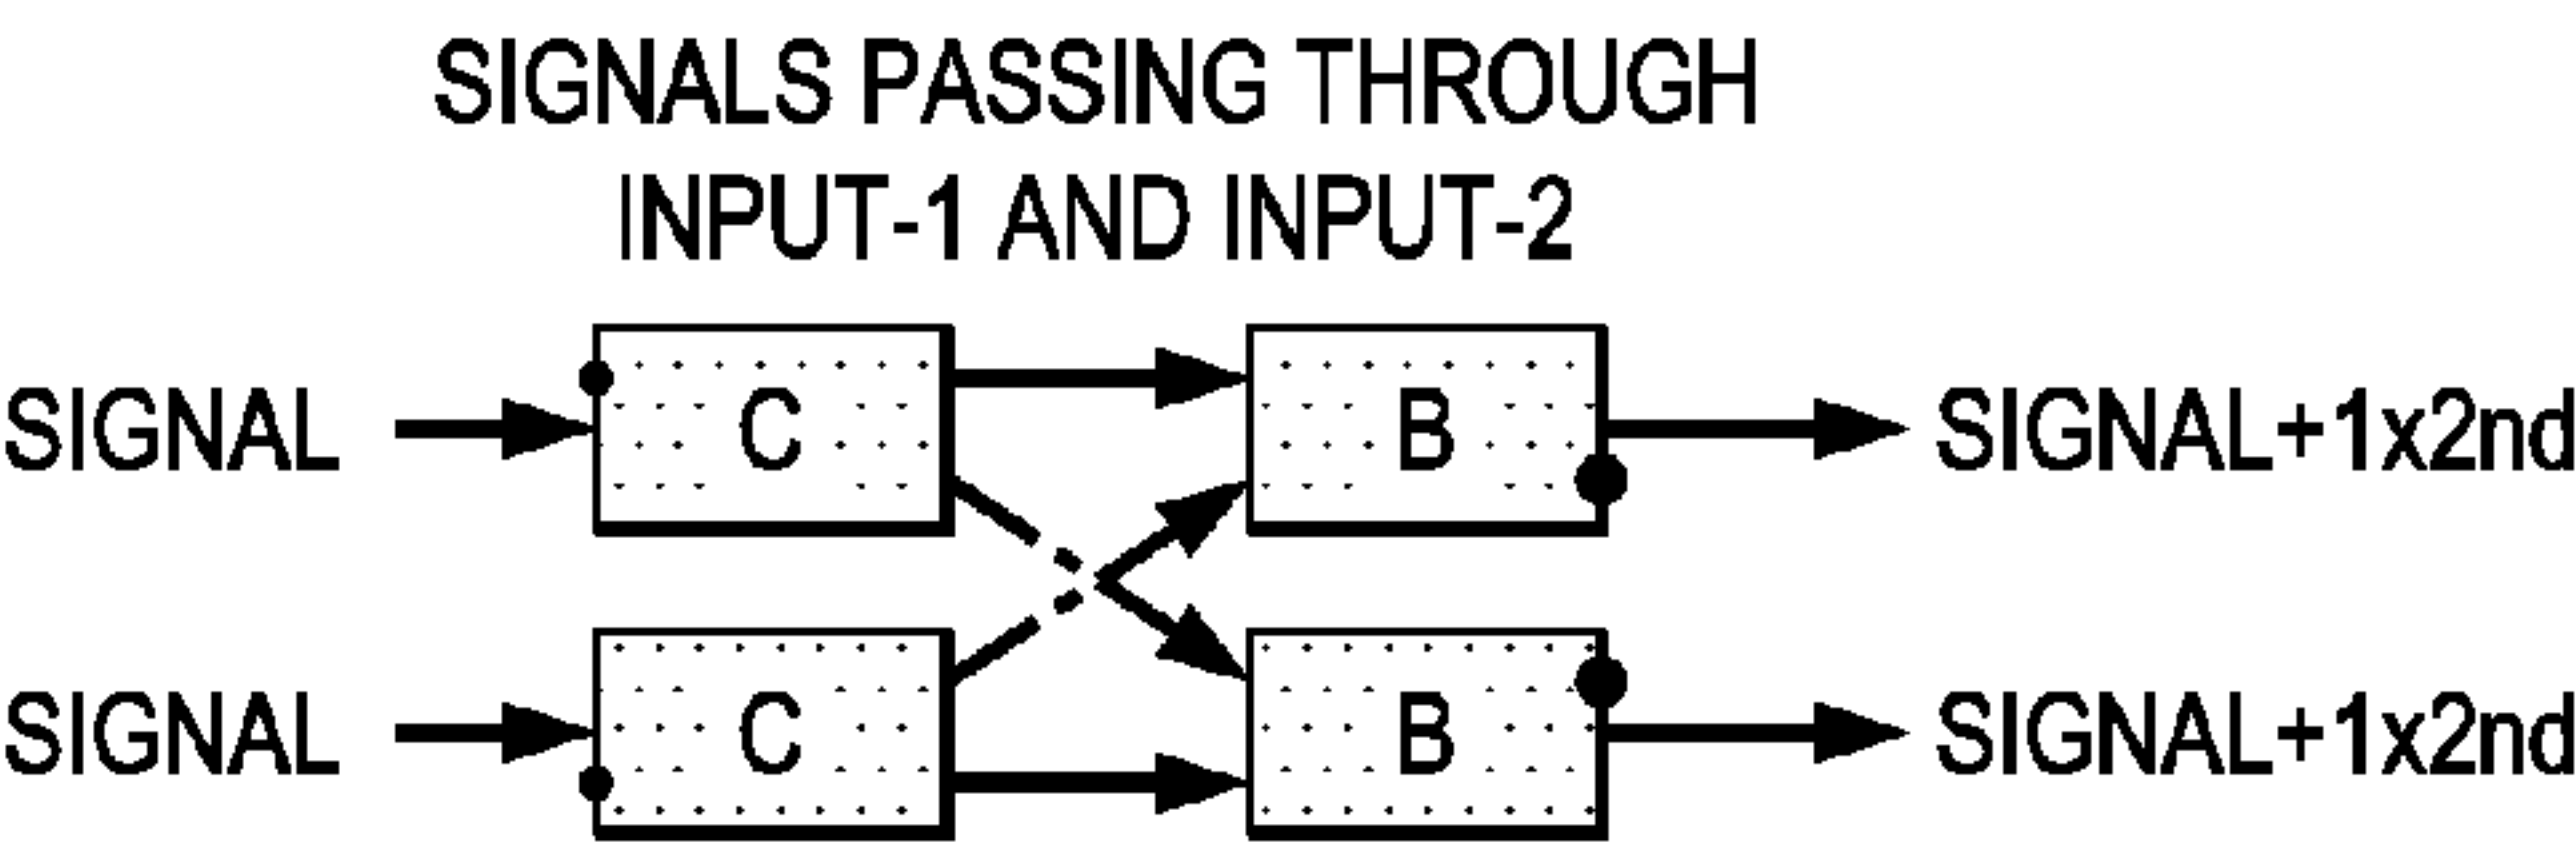 SIGNALS PASSING THROUGH
INPUT-1 AND INPUT-2
SIGNAL C B SIGNAL+1x2nd
SIGNAL C B SIGNAL+1x2nd